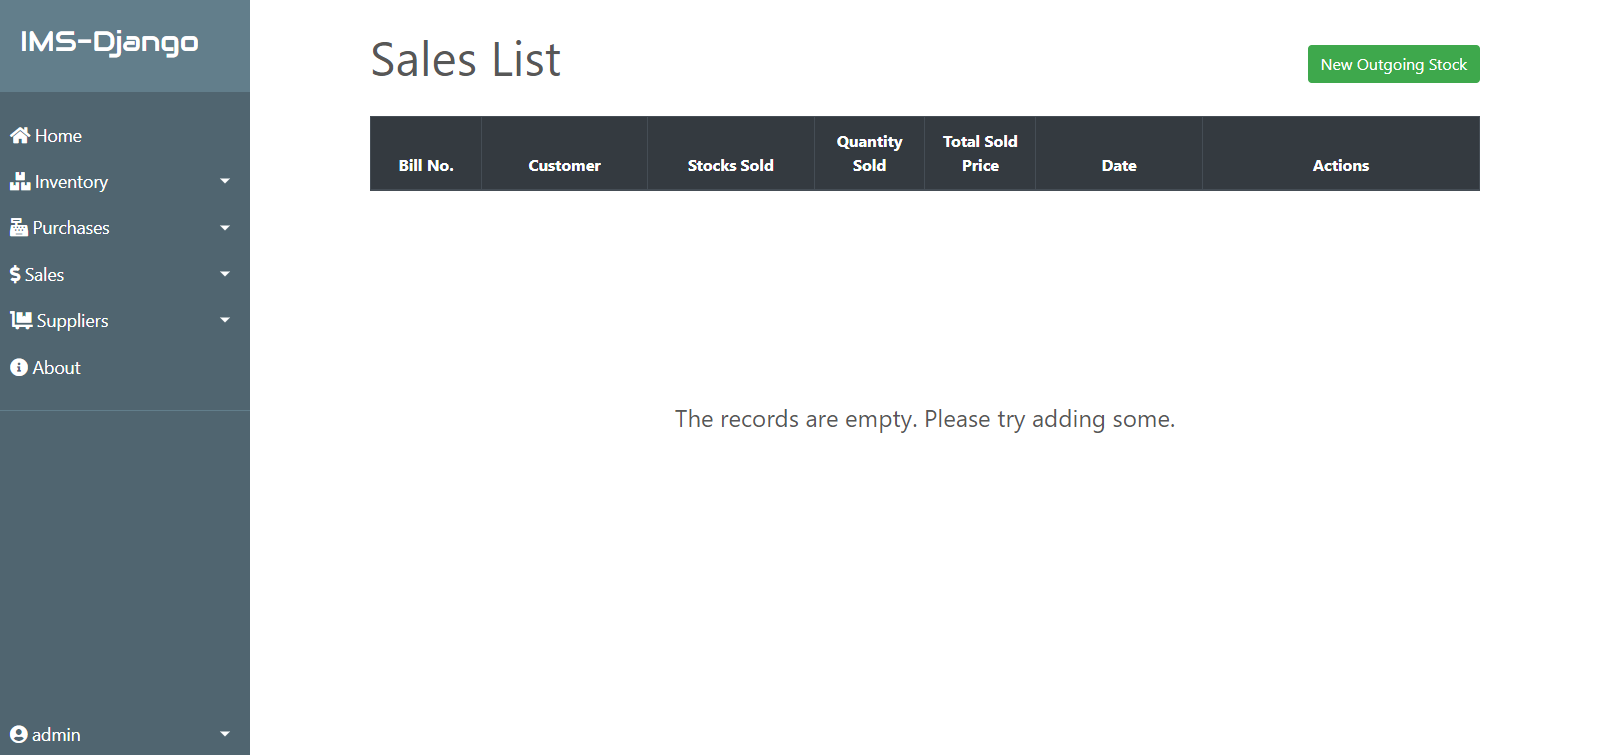 IMS-Django
Home
Inventory
Purchases
Sales
Suppliers
About
admin
Sales List
New Outgoing Stock
Bill No.
Customer
Stocks Sold
Quantity
Sold
Total Sold
Price
Date
Actions
The records are empty. Please try adding some.